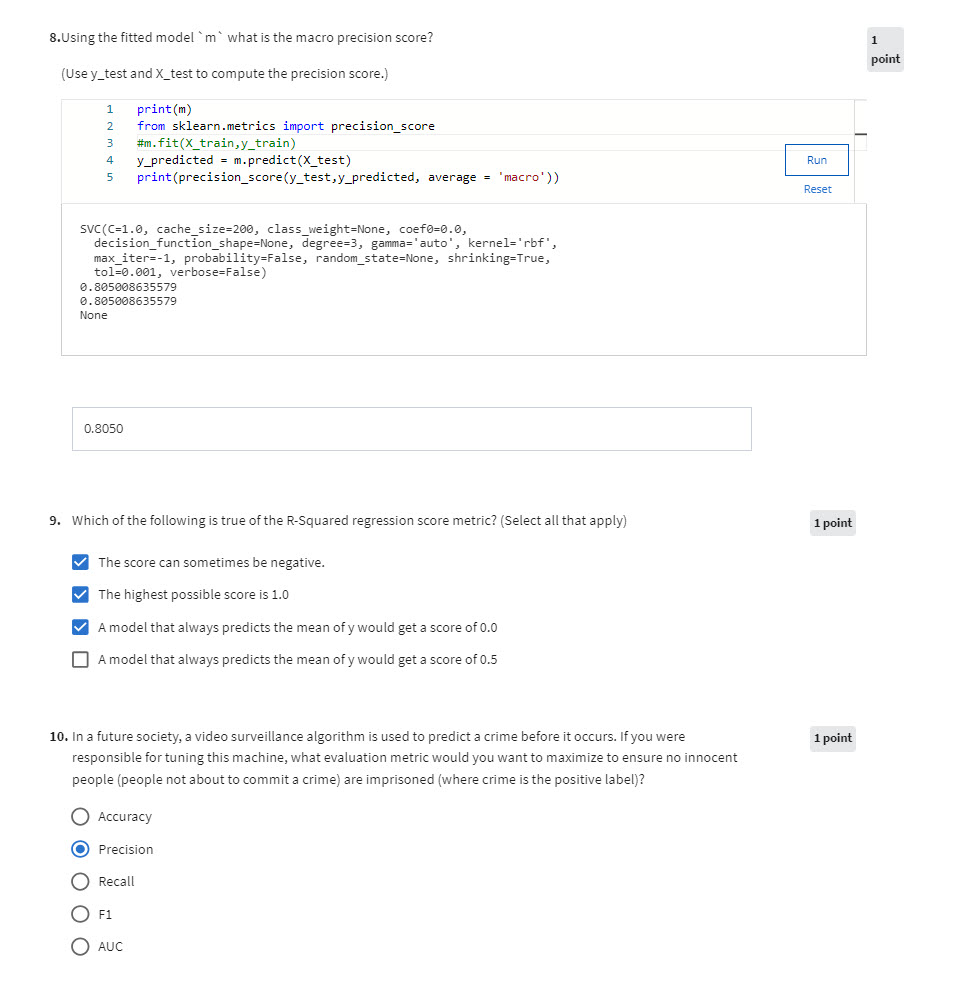 8.Using the fitted model `m` what is the macro precision score?
1
point
(Use y_test and X_test to compute the precision score.)
1 print(m)
2 from sklearn.metrics import precision_score
3 #m.fit(X_train,y_train)
4 y_predicted = m.predict(X_test)
5 print(precision_score(y_test,y_predicted, average = 'macro'))
Run
Reset
SVC(C=1.0, cache_size=200, class_weight=None, coef0=0.0,
decision_function_shape=None, degree=3, gamma='auto', kernel='rbf',
max_iter=-1, probability=False, random_state=None, shrinking=True,
tol=0.001, verbose=False)
0.805008635579
0.805008635579
None
0.8050
9. Which of the following is true of the R-Squared regression score metric? (Select all that apply)
1 point
The score can sometimes be negative.
The highest possible score is 1.0
A model that always predicts the mean of y would get a score of 0.0
A model that always predicts the mean of y would get a score of 0.5
10. In a future society, a video surveillance algorithm is used to predict a crime before it occurs. If you were
1 point
responsible for tuning this machine, what evaluation metric would you want to maximize to ensure no innocent
people (people not about to commit a crime) are imprisoned (where crime is the positive label)?
Accuracy
Precision
Recall
F1
AUC